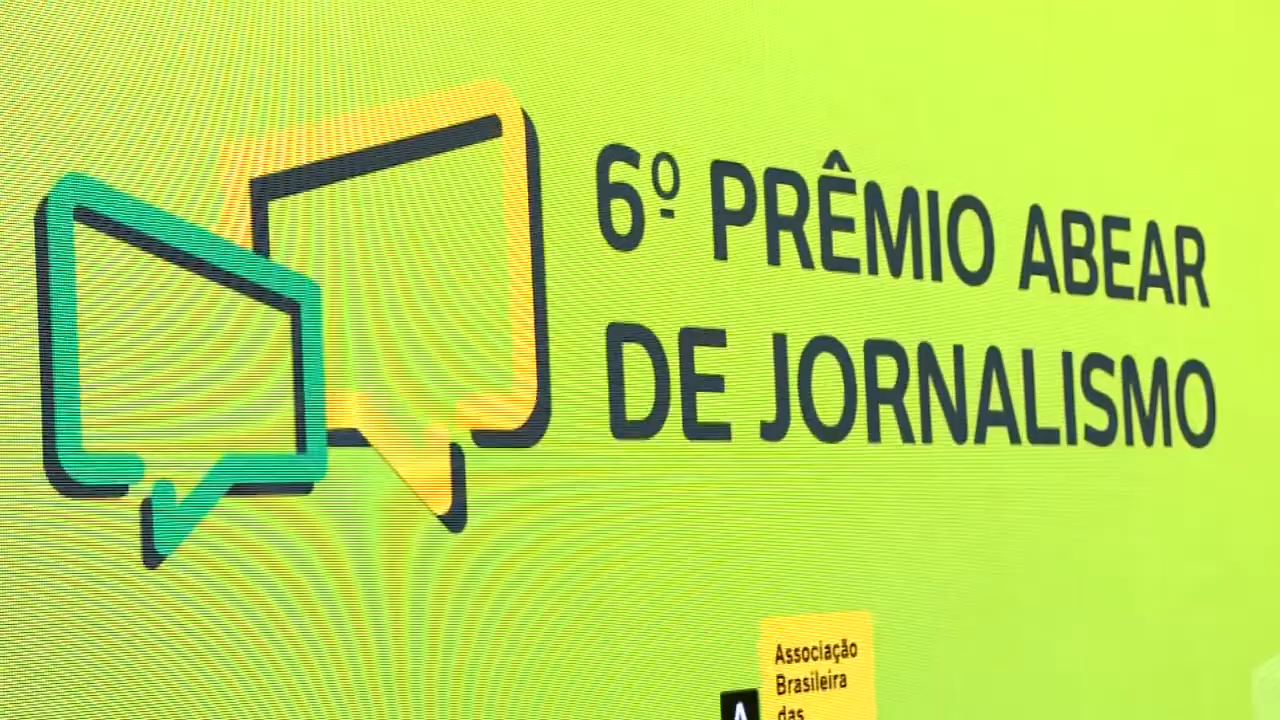 6º PRÊMIO ABEAR
DE JORNALISMO
Associação
Brasileira
das
A